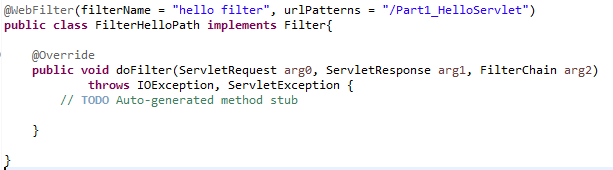 @WebFilter(filterName = "hello filter", urlPatterns = "/Part1_HelloServlet")
public class FilterHelloPath implements Filter{
@Override
public void doFilter(ServletRequest arg0, ServletResponse arg1, FilterChain arg2)
throws IOException, ServletException {
// TODO Auto-generated method stub
}
}